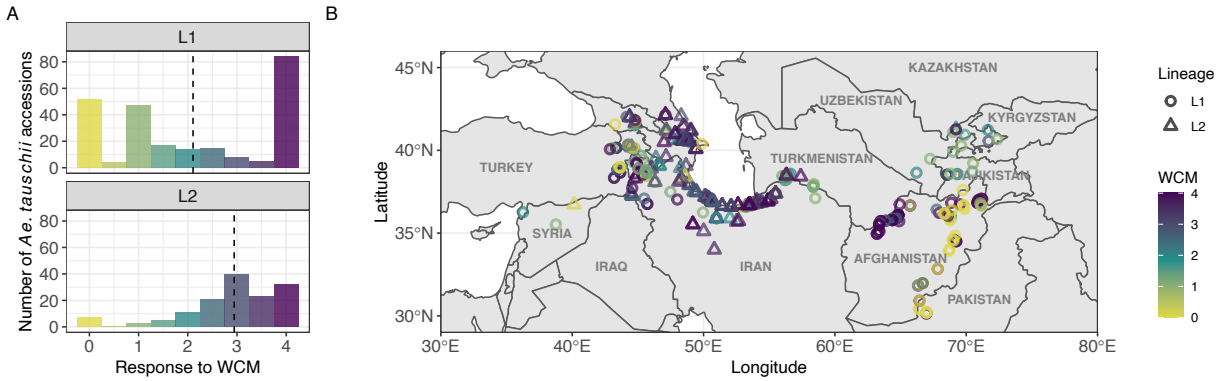 A
L1
80
60
40
20
0
L2
80
60
40
20
0
0 1 2 3 4
Response to WCM
Number of Ae. tauschii accessions
B
45°N
40°N
35°N
30°N
Latitude
KAZAKHSTAN
UZBEKISTAN
KYRGYZSTAN
TURKEY
TURKMENISTAN
TAJIKISTAN
SYRIA
IRAQ
IRAN
AFGHANISTAN
PAKISTAN
30°E 40°E 50°E 60°E 70°E 80°E
Longitude
Lineage
L1
L2
WCM
4
3
2
1
0